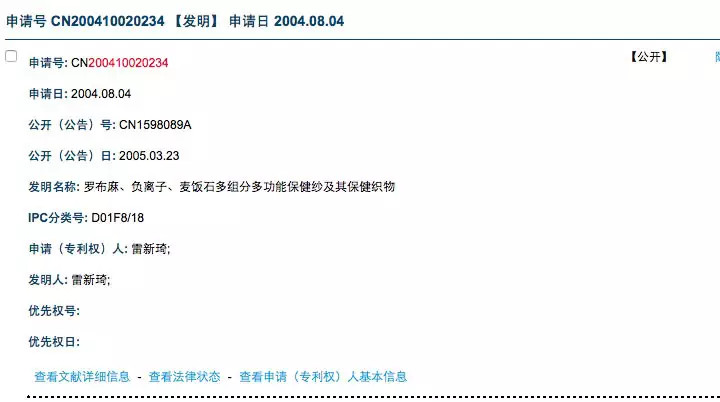 申请号 CN200410020234 【发明】 申请日 2004.08.04
申请号: CN200410020234 【公开】
申请日: 2004.08.04
公开（公告）号: CN1598089A
公开（公告）日: 2005.03.23
发明名称: 罗布麻、负离子、麦饭石多组分多功能保健纱及其保健织物
IPC分类号: D01F8/18
申请（专利权）人: 雷新琦;
发明人: 雷新琦;
优先权号:
优先权日:
查看文献详细信息 - 查看法律状态 - 查看申请（专利权）人基本信息